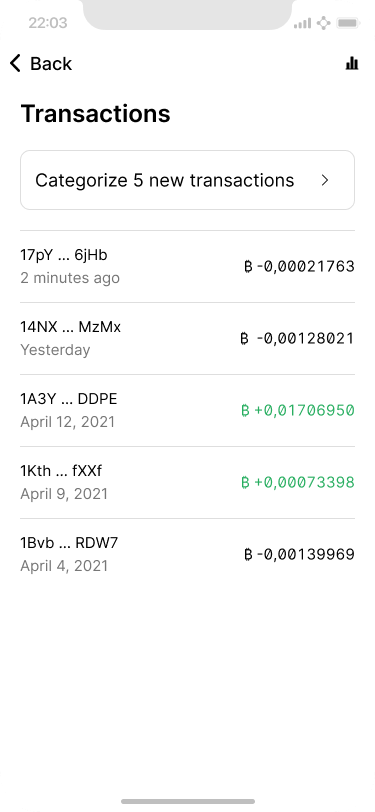 22:03
Back
Transactions
Categorize 5 new transactions
17pY ... 6jHb
2 minutes ago
₿ -0,00021763
14NX ... MzMx
Yesterday
₿ -0,00128021
1A3Y ... DDPE
April 12, 2021
₿ +0,01706950
1Kth ... fXXf
April 9, 2021
₿ +0,00073398
1Bvb ... RDW7
April 4, 2021
₿ -0,00139969